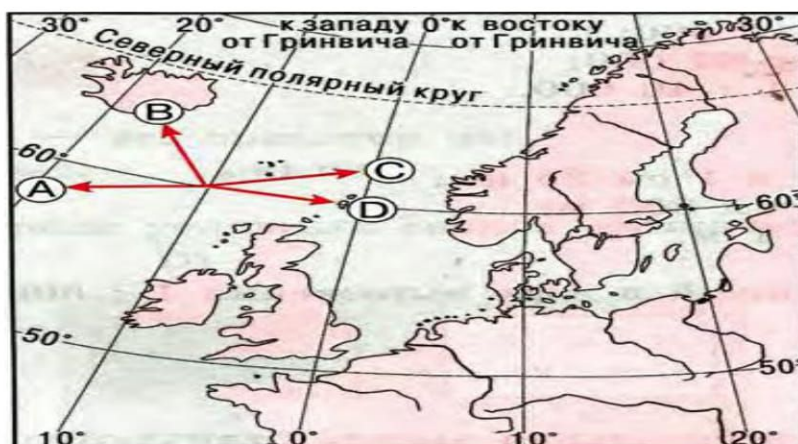 30° 20° к западу 0° к востоку 30°
от Гринвича от Гринвича
Северный полярный круг
B
60°
A
C
D
60°
50°
50°
10° 0° 10° 20°